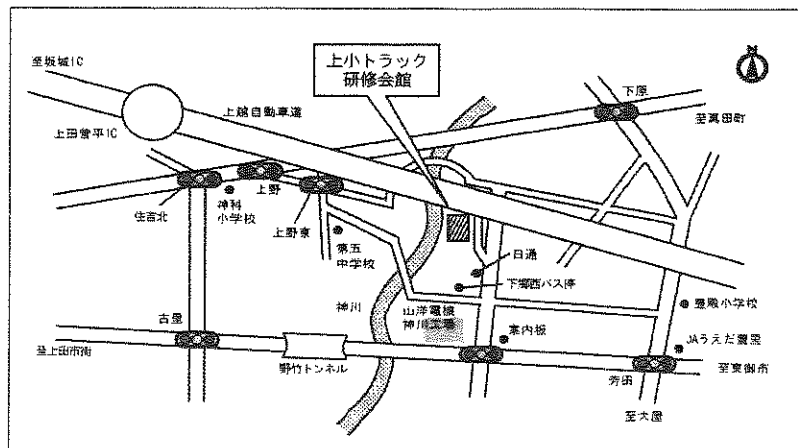 上小トラック
研修会館
N
至坂城IC
上田菅平IC
上越自動車道
下原
至真田町
住吉北
神科
小学校
上野
上野東
第五
中学校
日通
下郷西バス停
神川
山洋電機
神川工場
案内板
豊殿小学校
JAうえだ豊里
古里
至上田市街
野竹トンネル
芳田
至東御市
至大屋